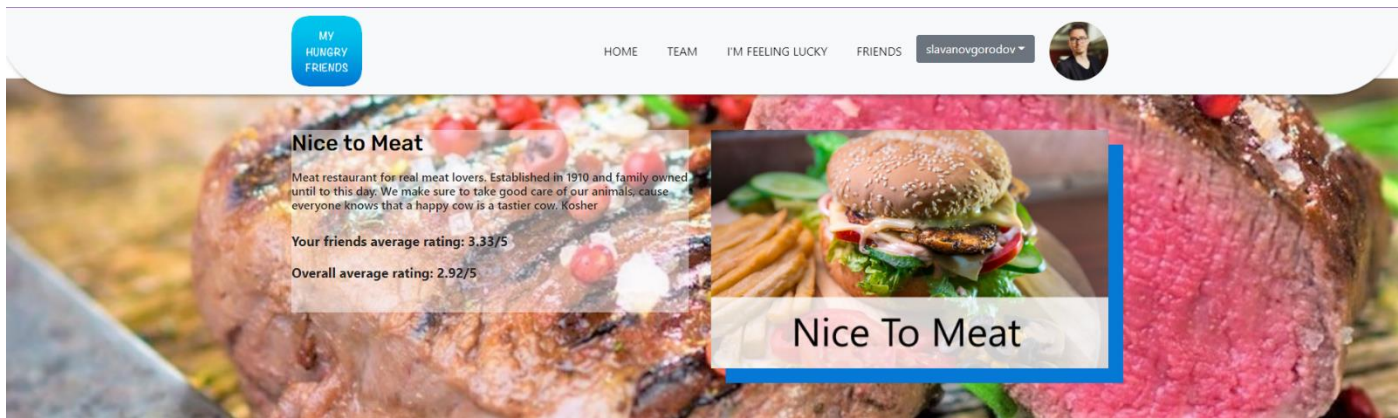 MY
HUNGRY
FRIENDS
HOME TEAM I'M FEELING LUCKY FRIENDS slavanovgorodov
Nice to Meat
Meat restaurant for real meat lovers. Established in 1910 and family owned
until to this day. We make sure to take good care of our animals, cause
everyone knows that a happy cow is a tastier cow. Kosher
Your friends average rating: 3.33/5
Overall average rating: 2.92/5
Nice To Meat